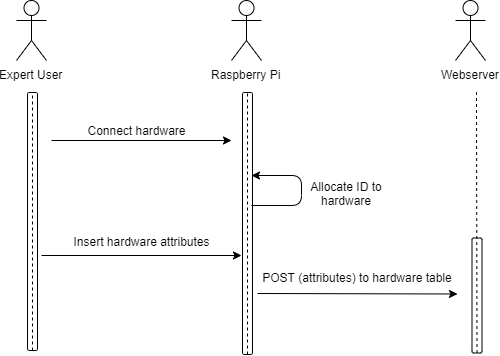 Expert User
Raspberry Pi
Webserver
Connect hardware
Allocate ID to
hardware
Insert hardware attributes
POST (attributes) to hardware table